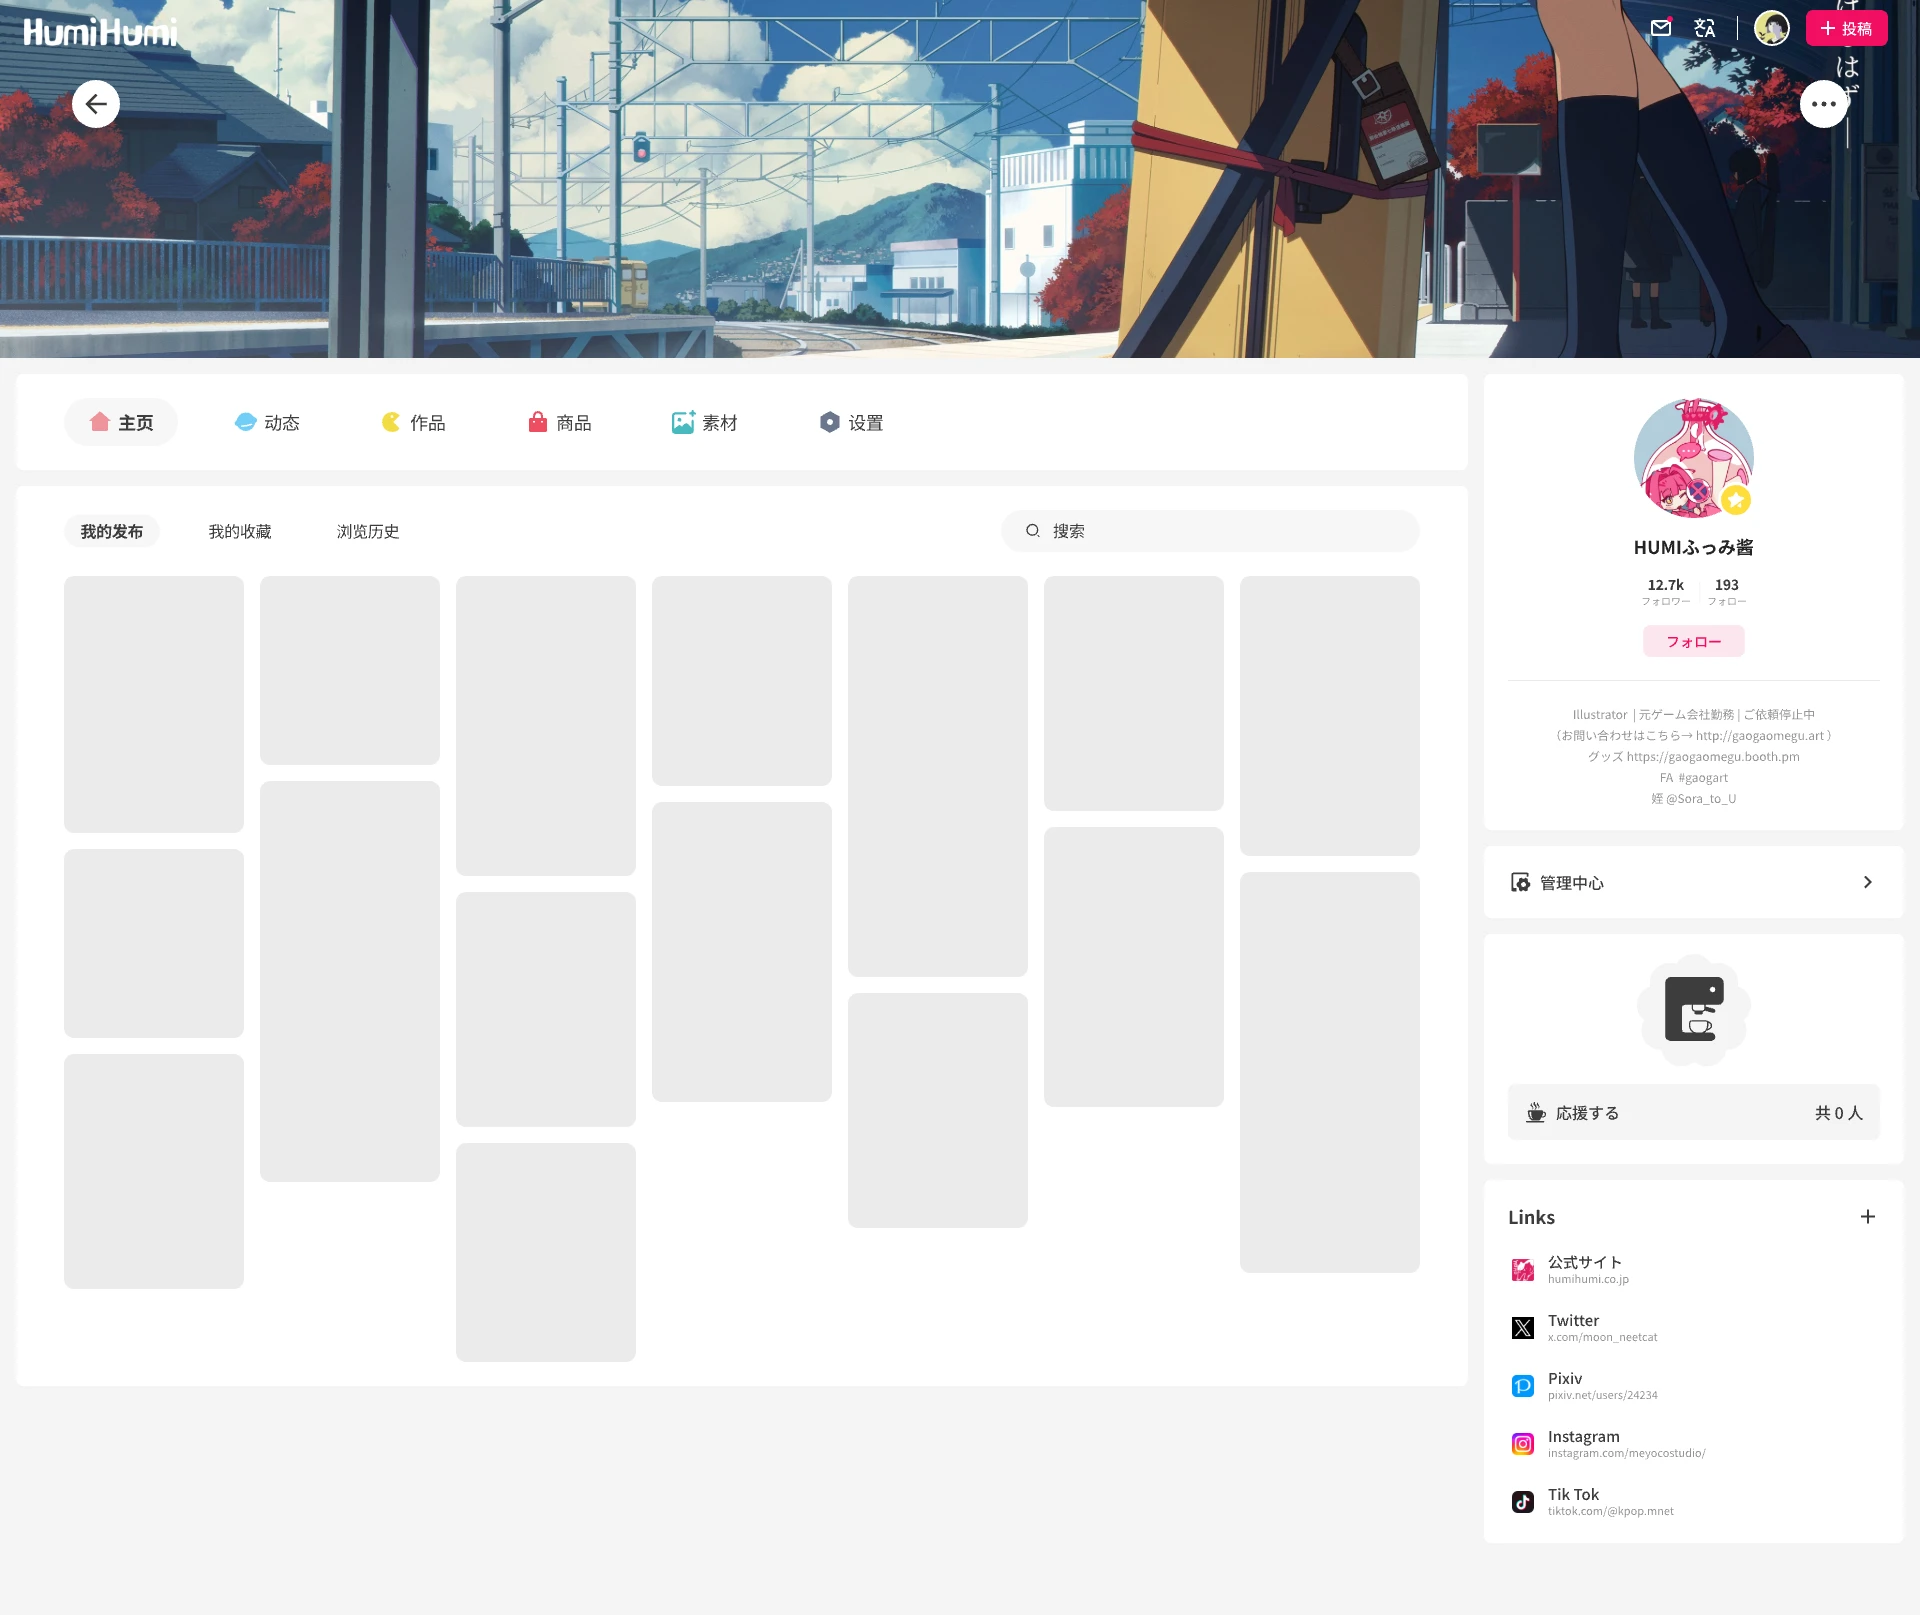 HumiHumi
投稿
はず
主页
动态
作品
商品
素材
设置
我的发布
我的收藏
浏览历史
搜索
HUMIふっみ酱
12.7k
193
フォロワー
フォロー
フォロー
Illustrator｜元ゲーム会社勤務 | ご依頼停止中
（お問い合わせはこちら→ http://gaogaomegu.art ）
グッズ https://gaogaomegu.booth.pm
FA #gaogart
姪 @Sora_to_U
管理中心
応援する
共 0 人
Links
公式サイト
humihumi.co.jp
Twitter
x.com/moon_neetcat
Pixiv
pixiv.net/users/24234
Instagram
instagram.com/meyocostudio/
Tik Tok
tiktok.com/@kpop.mnet